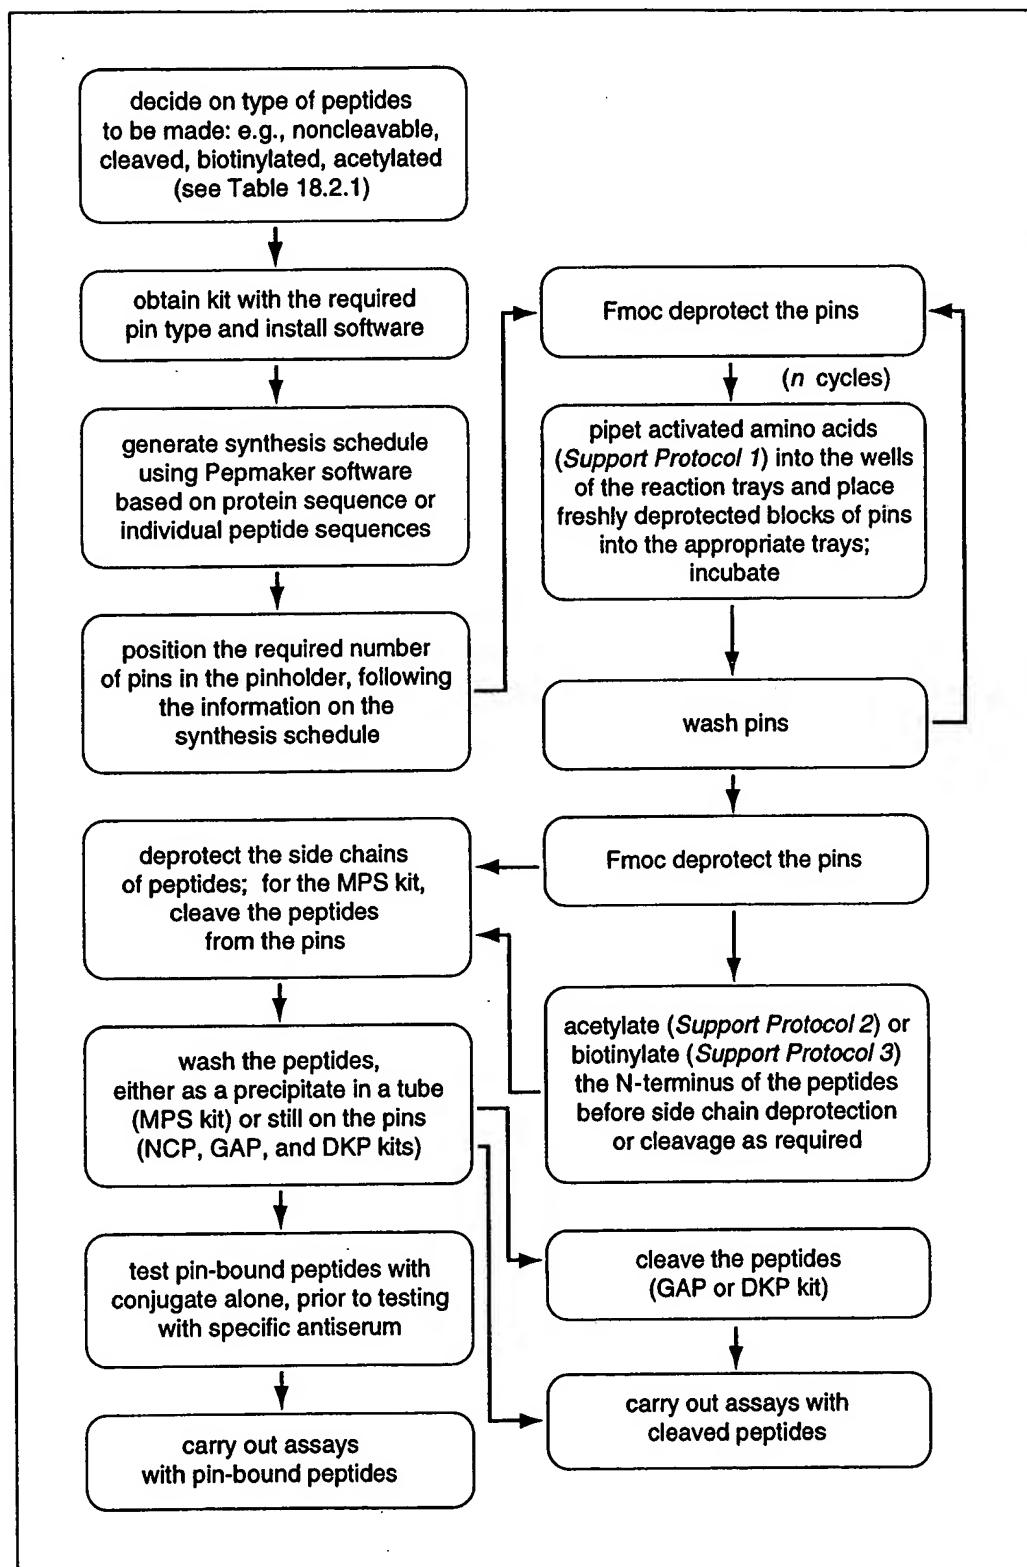 decide on type of peptides
to be made: e.g., noncleavable,
cleaved, biotinylated, acetylated
(see Table 18.2.1)
obtain kit with the required
pin type and install software
generate synthesis schedule
using Pepmaker software
based on protein sequence or
individual peptide sequences
position the required number
of pins in the pinholder, following
the information on the
synthesis schedule
Fmoc deprotect the pins
(n cycles)
pipet activated amino acids
(Support Protocol 1) into the wells
of the reaction trays and place
freshly deprotected blocks of pins
into the appropriate trays;
incubate
wash pins
Fmoc deprotect the pins
acetylate (Support Protocol 2) or
biotinylate (Support Protocol 3)
the N-terminus of the peptides
before side chain deprotection
or cleavage as required
deprotect the side chains
of peptides; for the MPS kit,
cleave the peptides
from the pins
wash the peptides,
either as a precipitate in a tube
(MPS kit) or still on the pins
(NCP, GAP, and DKP kits)
test pin-bound peptides with
conjugate alone, prior to testing
with specific antiserum
carry out assays
with pin-bound peptides
cleave the peptides
(GAP or DKP kit)
carry out assays with
cleaved peptides